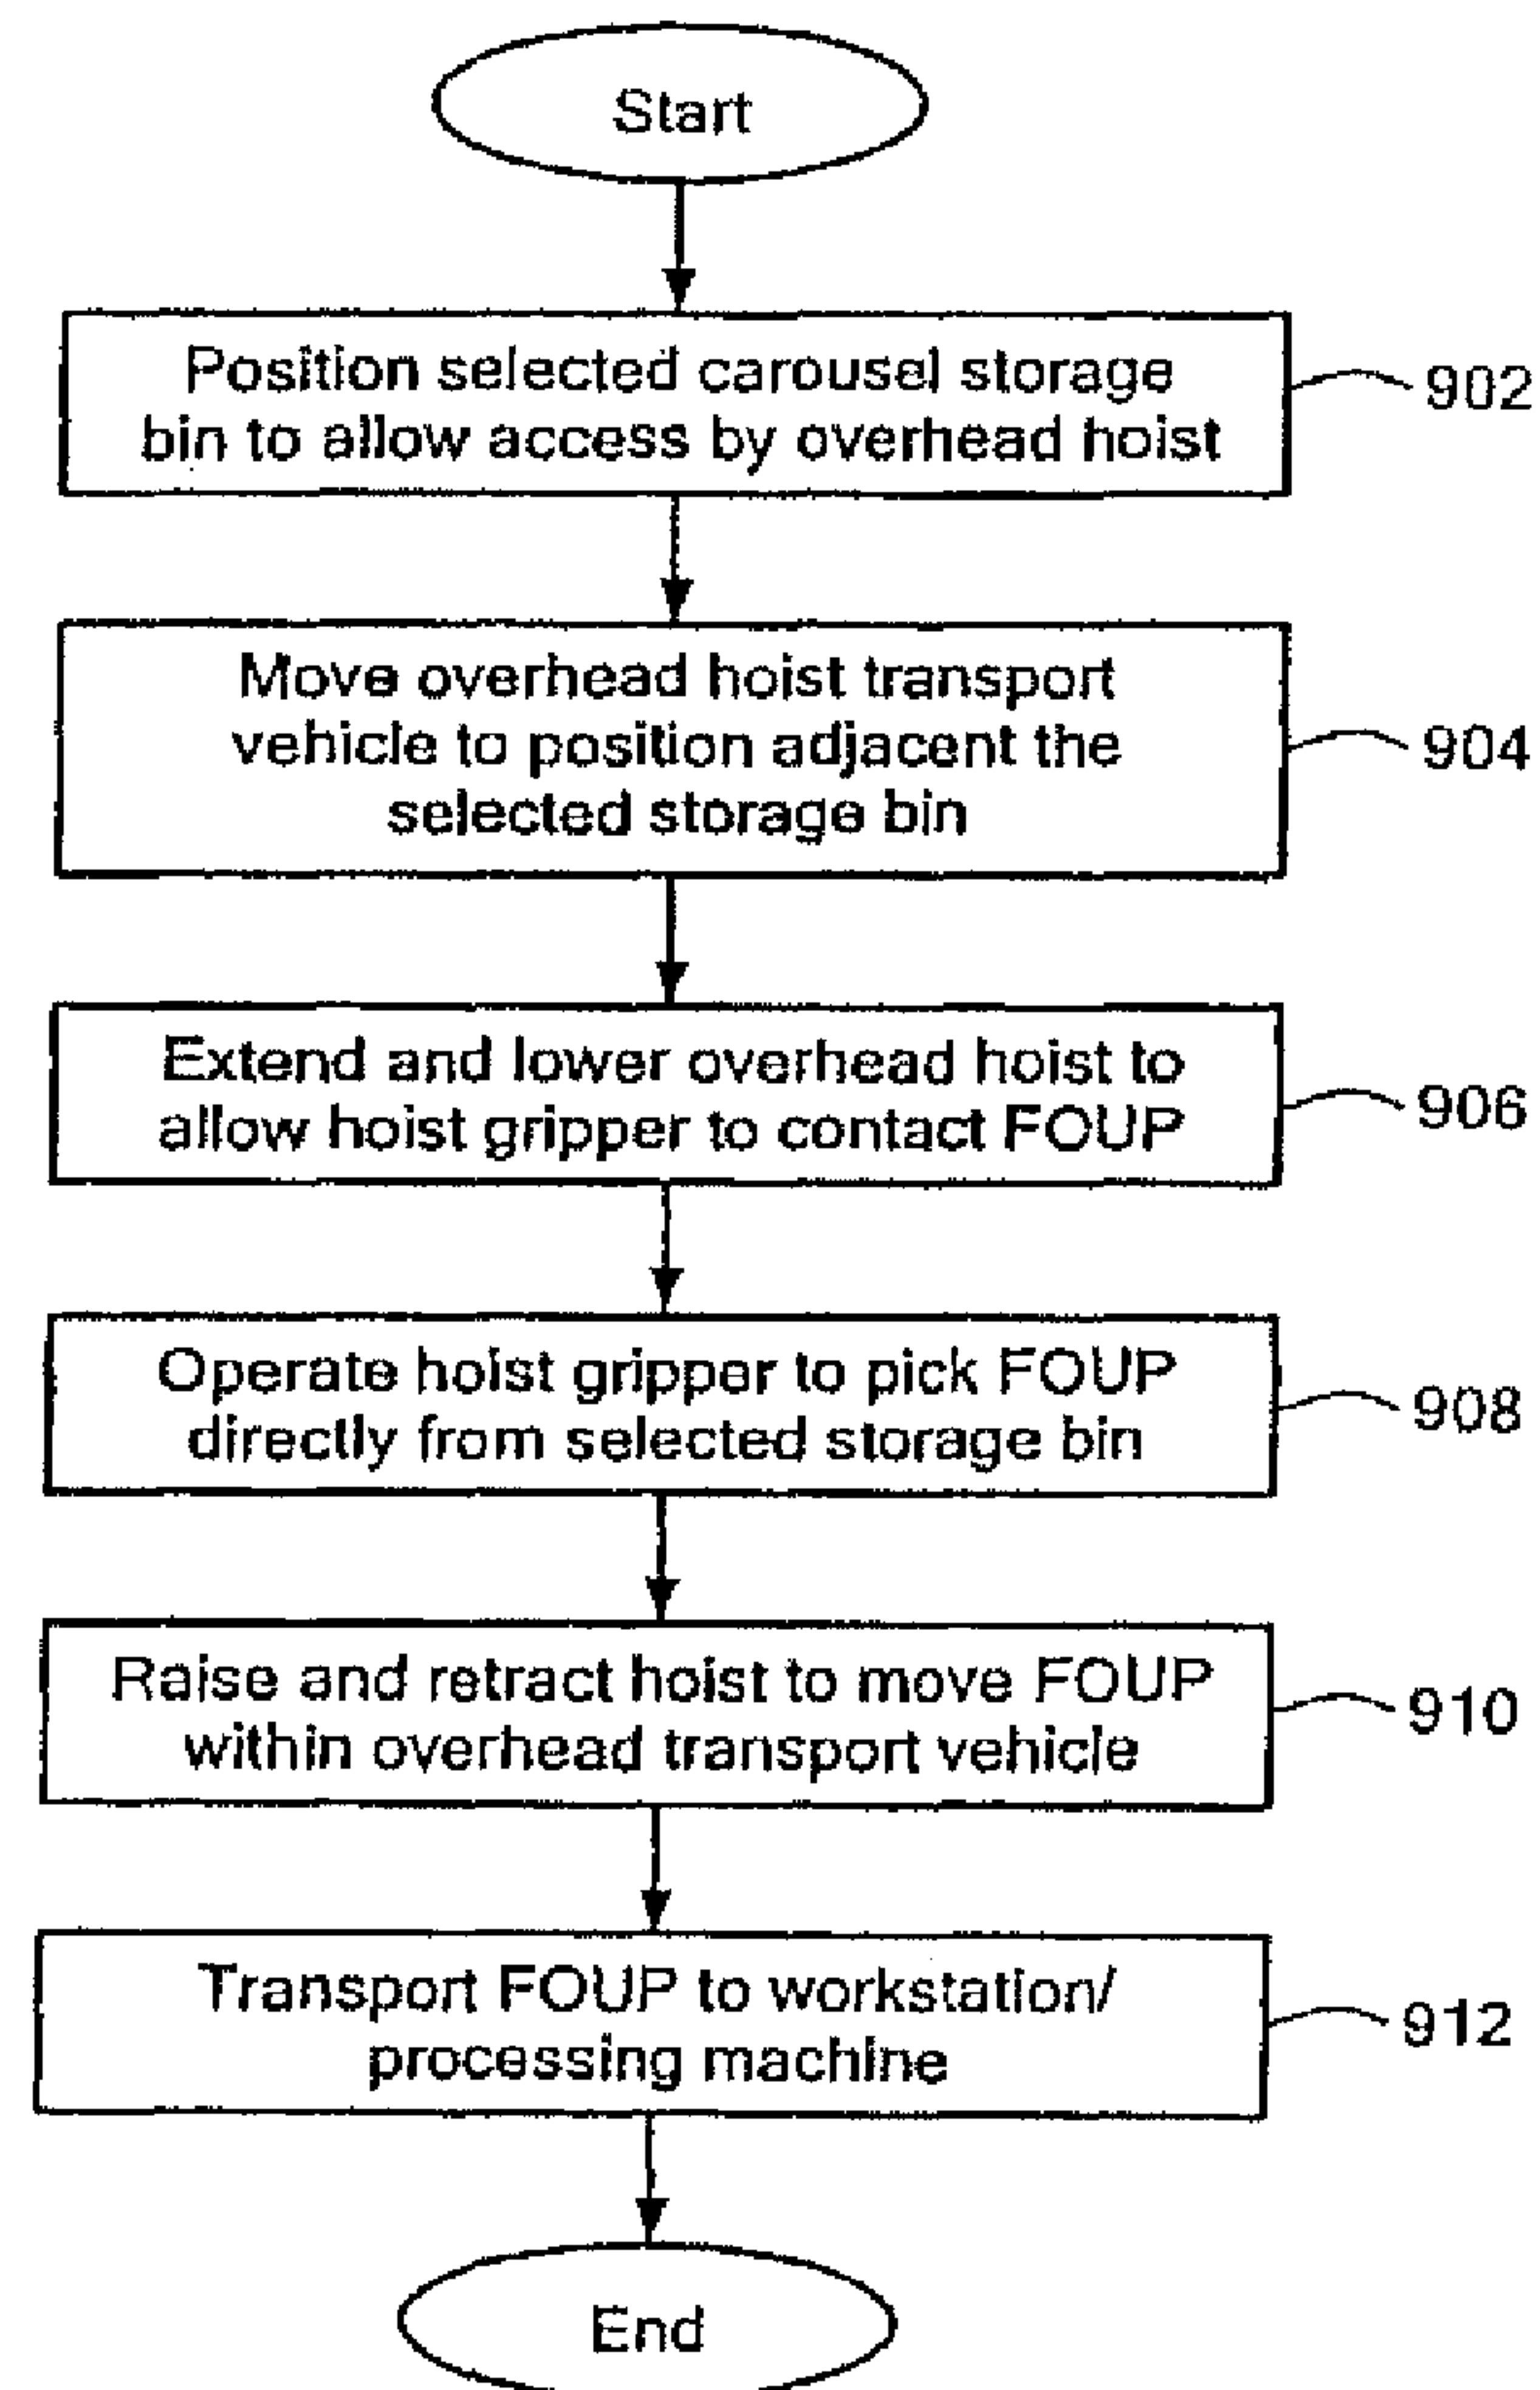 Start
Position selected carousel storage
bin to allow access by overhead hoist
902
Move overhead hoist transport
vehicle to position adjacent the
selected storage bin
904
Extend and lower overhead hoist to
allow hoist gripper to contact FOUP
906
Operate hoist gripper to pick FOUP
directly from selected storage bin
908
Raise and retract hoist to move FOUP
within overhead transport vehicle
910
Transport FOUP to workstation/
processing machine
912
End